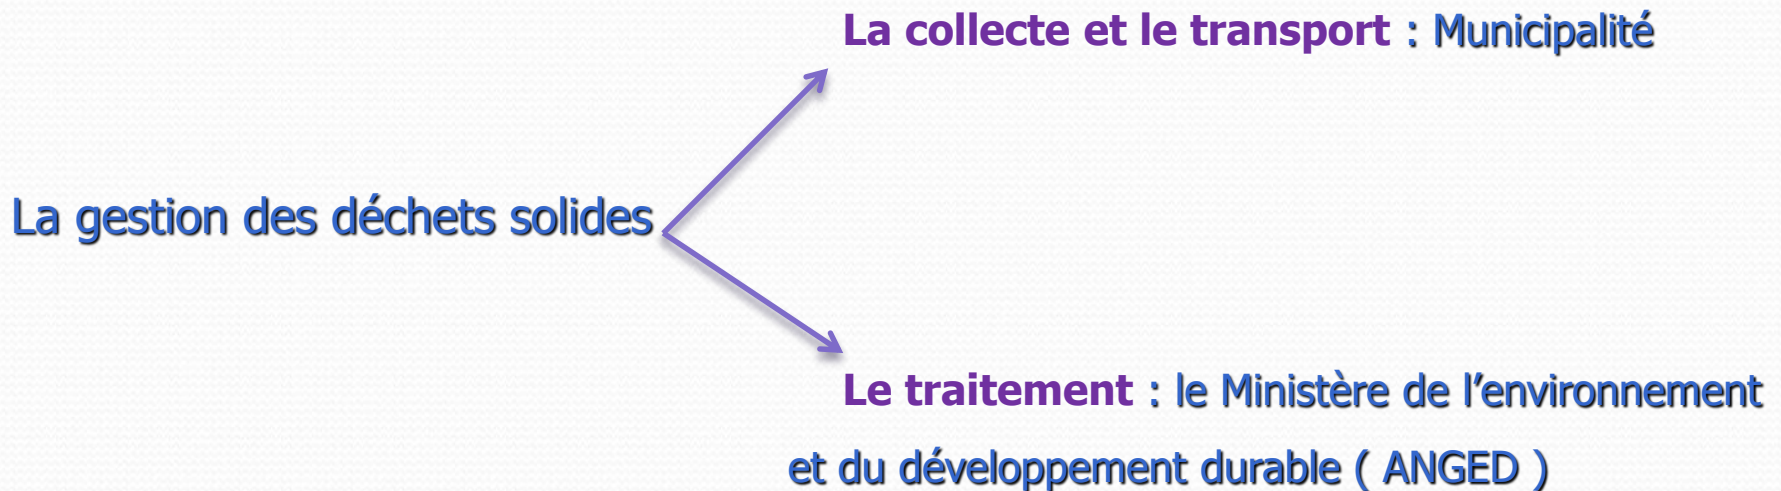 La collecte et le transport : Municipalité
La gestion des déchets solides
Le traitement : le Ministère de l’environnement
et du développement durable ( ANGED )